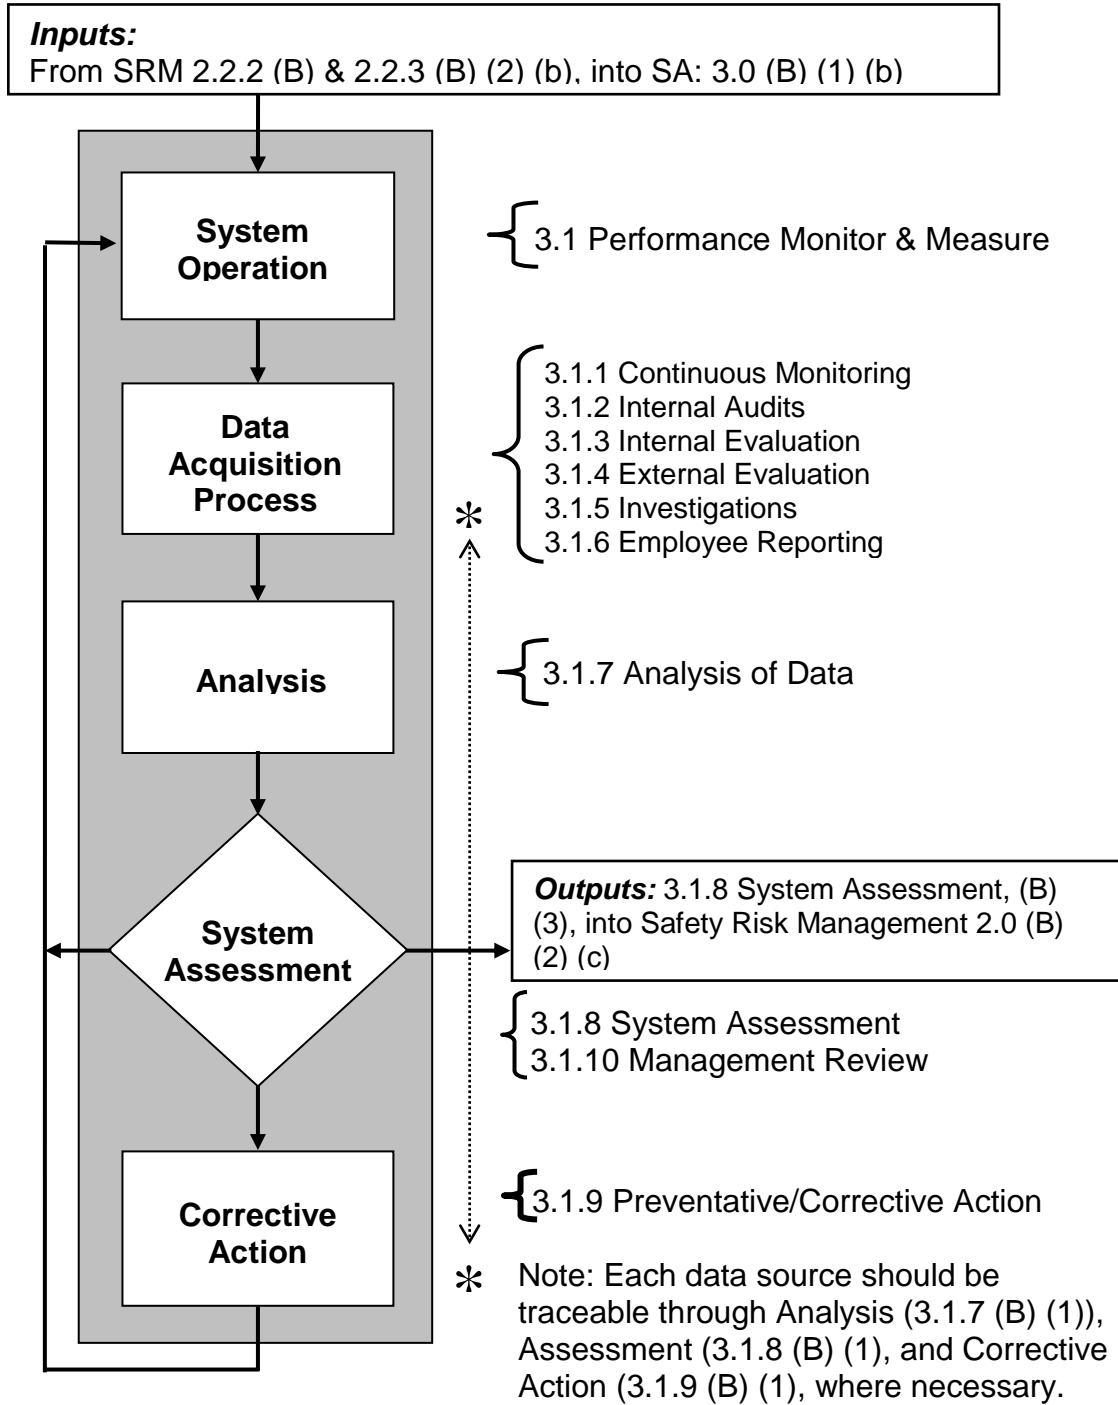 Inputs:
From SRM 2.2.2 (B) & 2.2.3 (B) (2) (b), into SA: 3.0 (B) (1) (b)
System
Operation
3.1 Performance Monitor & Measure
Data
Acquisition
Process
3.1.1 Continuous Monitoring
3.1.2 Internal Audits
3.1.3 Internal Evaluation
3.1.4 External Evaluation
3.1.5 Investigations
3.1.6 Employee Reporting
*
Analysis
3.1.7 Analysis of Data
System
Assessment
Outputs: 3.1.8 System Assessment, (B)
(3), into Safety Risk Management 2.0 (B)
(2) (c)
3.1.8 System Assessment
3.1.10 Management Review
Corrective
Action
3.1.9 Preventative/Corrective Action
* Note: Each data source should be
traceable through Analysis (3.1.7 (B) (1)),
Assessment (3.1.8 (B) (1), and Corrective
Action (3.1.9 (B) (1), where necessary.